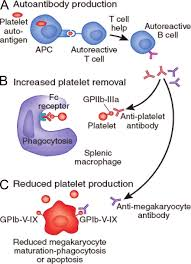 A Autoantibody production
Platelet
auto-
antigen
APC
T cell
help
Autoreactive
T cell
Autoreactive
B cell
B Increased platelet removal
Fc
receptor
GPIIb-IIIa
Platelet
Anti-platelet
antibody
Phagocytosis
Splenic
macrophage
C Reduced platelet production
Anti-megakaryocyte
antibody
GPIb-V-IX
GPIb-V-IX
Reduced megakaryocyte
maturation-phagocytosis
or apoptosis